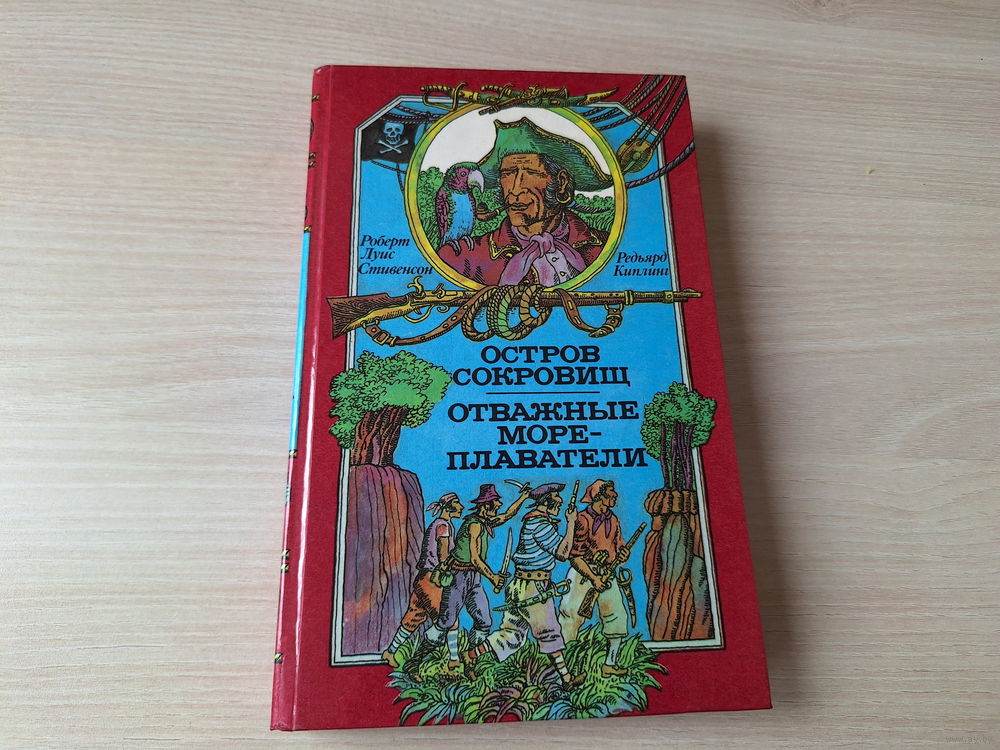 Роберт
Луис
Стивенсон
Редьярд
Киплинг
ОСТРОВ
СОКРОВИЩ
ОТВАЖНЫЕ
МОРЕ-
ПЛАВАТЕЛИ